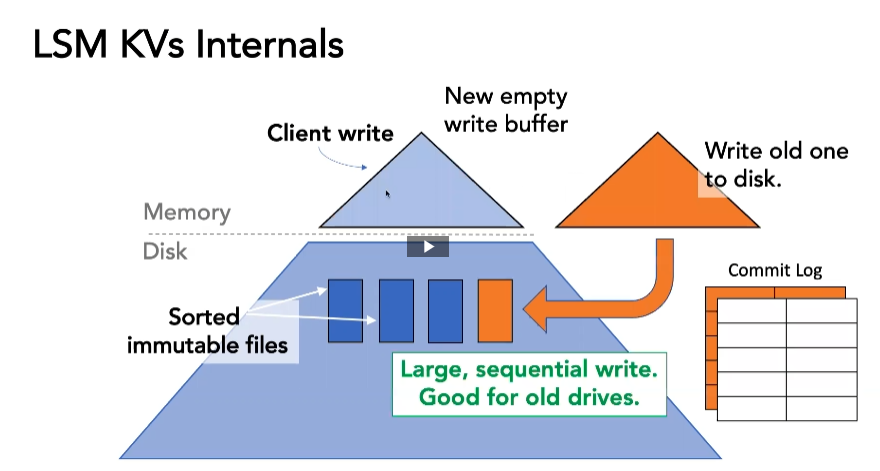 LSM KVs Internals
New empty
write buffer
Client write
Write old one
to disk.
Memory
Disk
Commit Log
Sorted
immutable files
Large, sequential write.
Good for old drives.